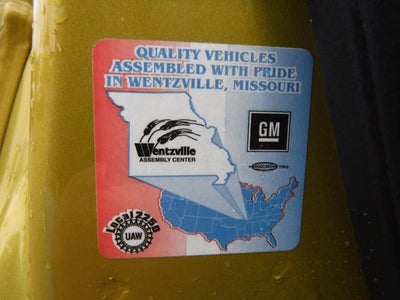 QUALITY VEHICLES
ASSEMBLED WITH PRIDE
IN WENTZVILLE, MISSOURI
Wentzville
ASSEMBLY CENTER
GM
Local 2250
UAW